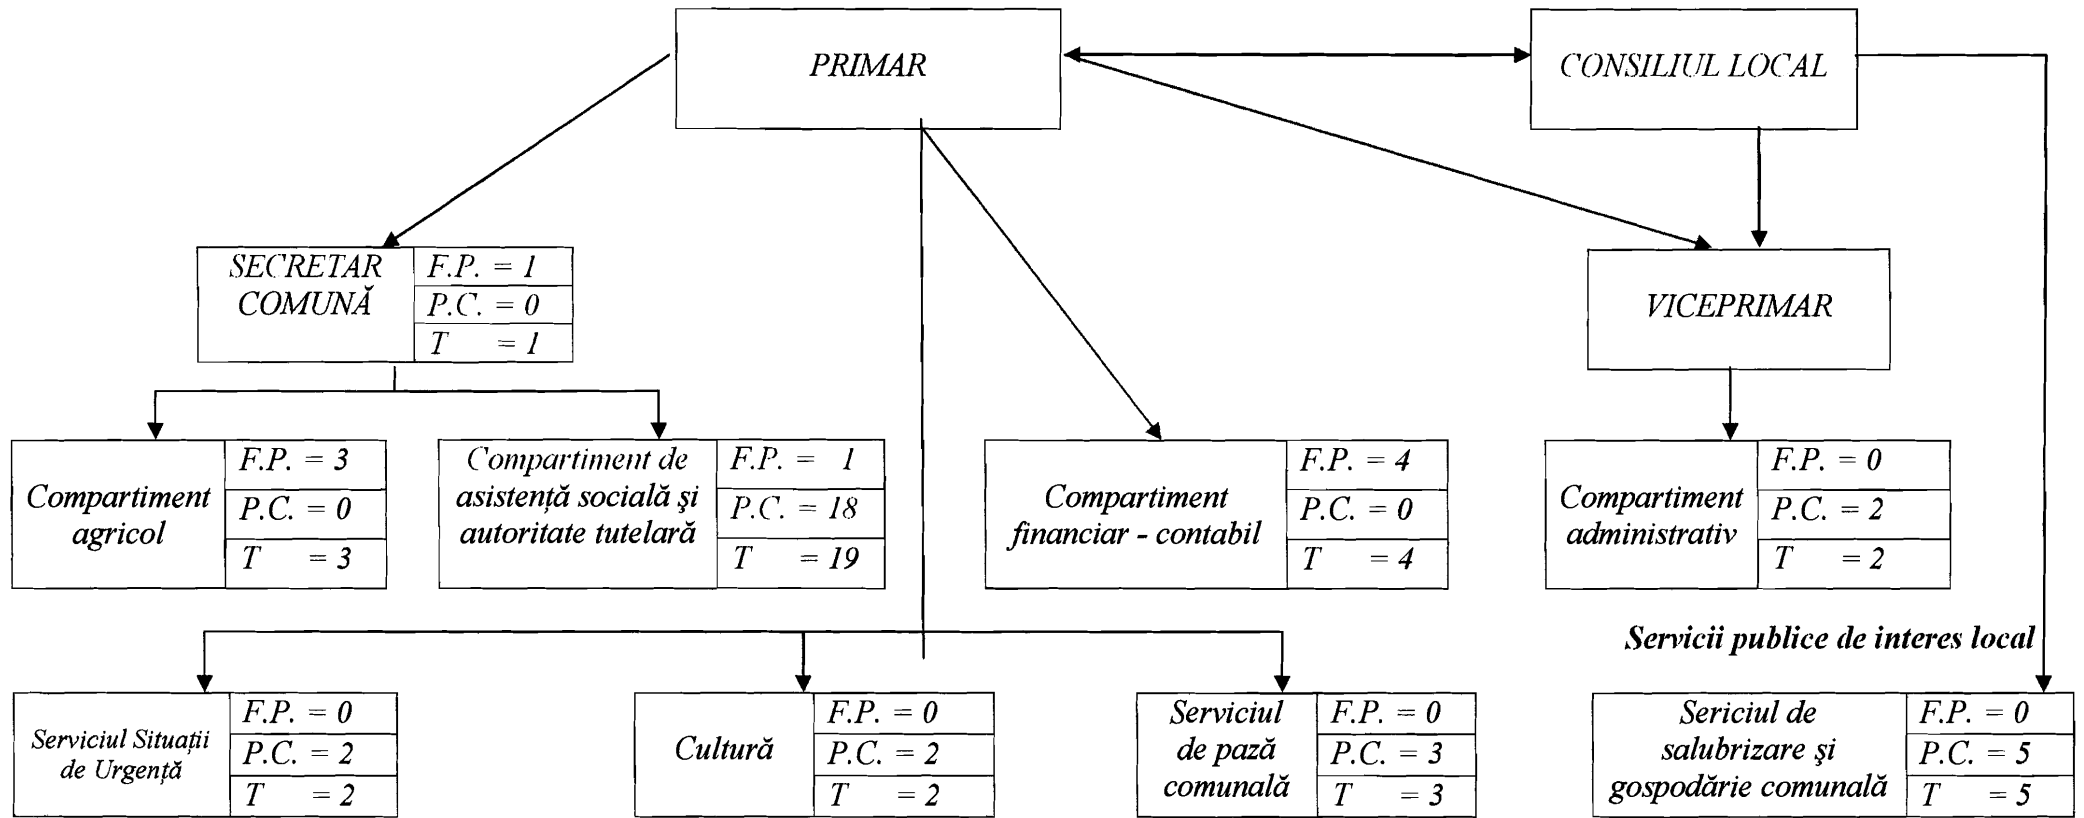 PRIMAR
CONSILIUL LOCAL
SECRETAR
COMUNĂ
F.P. = 1
P.C. = 0
T = 1
VICEPRIMAR
Compartiment
agricol
F.P. = 3
P.C. = 0
T = 3
Compartiment de
asistență socială şi
autoritate tutelară
F.P. = 1
P.C. = 18
T = 19
Compartiment
financiar - contabil
F.P. = 4
P.C. = 0
T = 4
Compartiment
administrativ
F.P. = 0
P.C. = 2
T = 2
Servicii publice de interes local
Serviciul Situații
de Urgență
F.P. = 0
P.C. = 2
T = 2
Cultură
F.P. = 0
P.C. = 2
T = 2
Serviciul
de pază
comunală
F.P. = 0
P.C. = 3
T = 3
Sericiul de
salubrizare şi
gospodărie comunală
F.P. = 0
P.C. = 5
T = 5